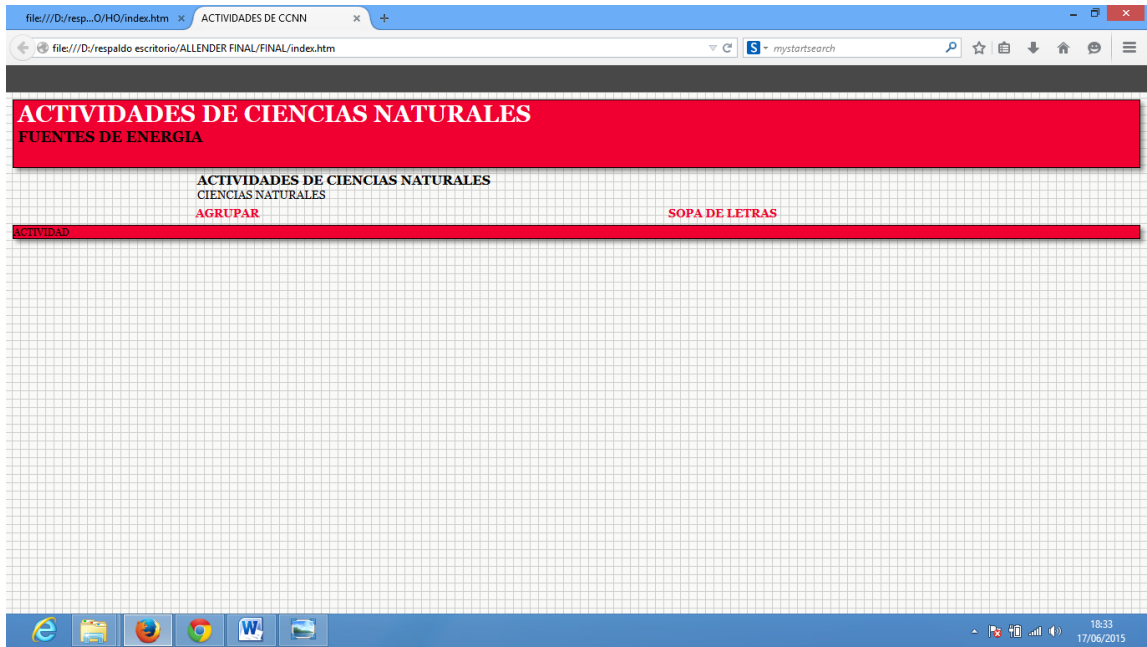 file:///D:/resp...O/HO/index.htm
ACTIVIDADES DE CCNN
file:///D:/respaldo escritorio/ALLENDER FINAL/FINAL/index.htm
S mystartsearch
ACTIVIDADES DE CIENCIAS NATURALES
FUENTES DE ENERGIA
ACTIVIDADES DE CIENCIAS NATURALES
CIENCIAS NATURALES
AGRUPAR SOPA DE LETRAS
ACTIVIDAD
18:33
17/06/2015